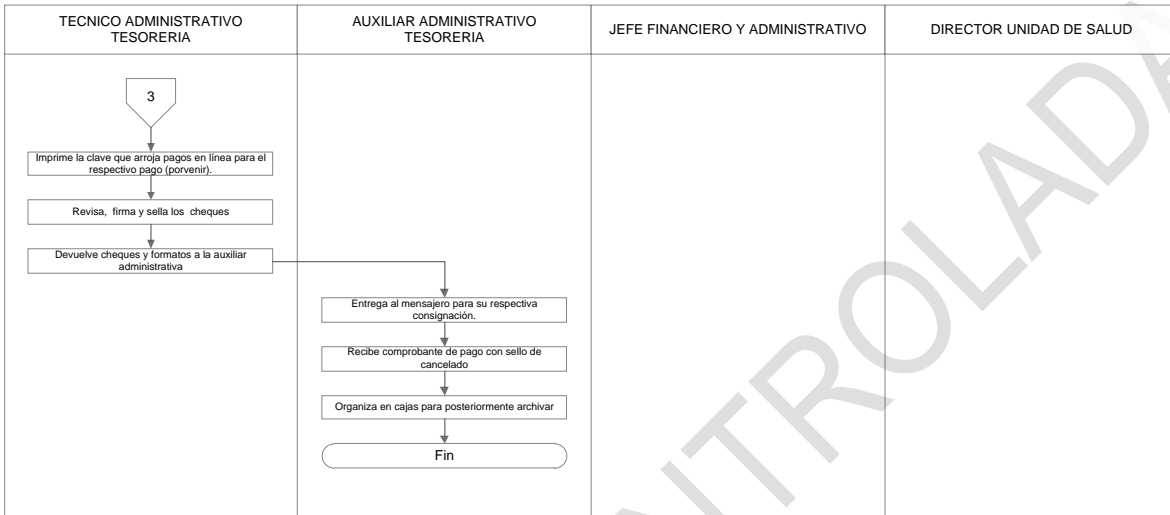 TECNICO ADMINISTRATIVO
TESORERIA
AUXILIAR ADMINISTRATIVO
TESORERIA
JEFE FINANCIERO Y ADMINISTRATIVO
DIRECTOR UNIDAD DE SALUD
3
Imprime la clave que arroja pagos en línea para el
respectivo pago (porvenir).
Revisa, firma y sella los cheques
Devuelve cheques y formatos a la auxiliar
administrativa
Entrega al mensajero para su respectiva
consignación.
Recibe comprobante de pago con sello de
cancelado
Organiza en cajas para posteriormente archivar
Fin